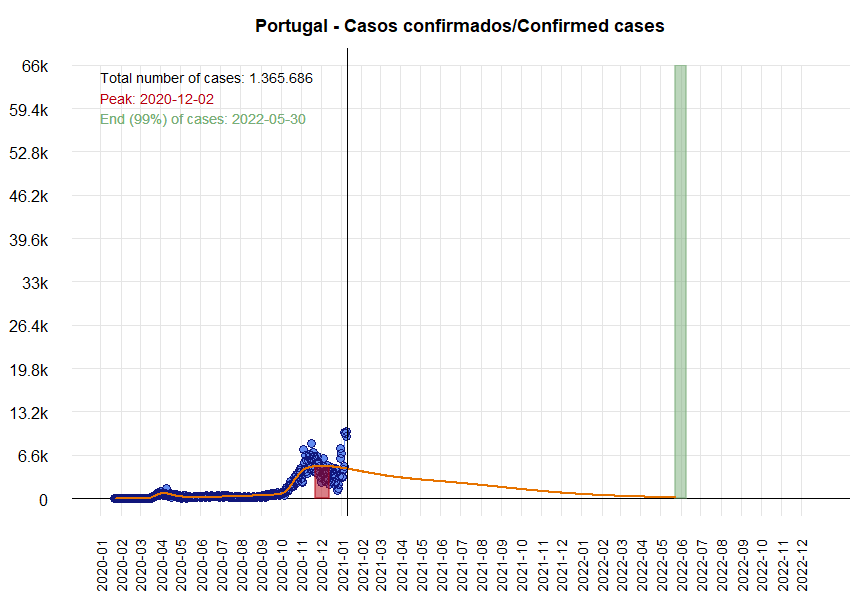 Portugal - Casos confirmados/Confirmed cases
66k
Total number of cases: 1.365.686
Peak: 2020-12-02
59.4k
End (99%) of cases: 2022-05-30
52.8k
46.2k
39.6k
33k
26.4k
19.8k
13.2k
6.6k
0
2020-01
2020-02
2020-03
2020-04
2020-05
2020-06
2020-07
2020-08
2020-09
2020-10
2020-11
2020-12
2021-01
2021-02
2021-03
2021-04
2021-05
2021-06
2021-07
2021-08
2021-09
2021-10
2021-11
2021-12
2022-01
2022-02
2022-03
2022-04
2022-05
2022-06
2022-07
2022-08
2022-09
2022-10
2022-11
2022-12